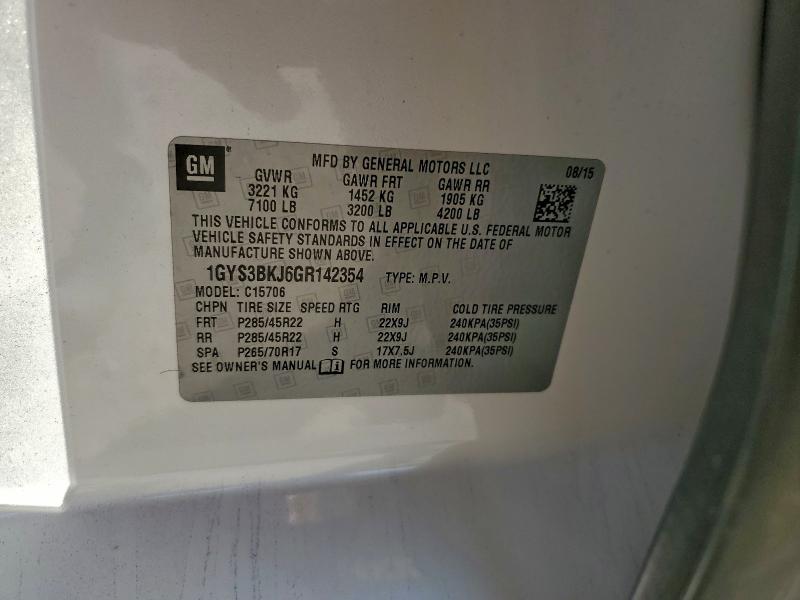 GM
MFD BY GENERAL MOTORS LLC 08/15
GVWR GAWR FRT GAWR RR
3221 KG 1452 KG 1905 KG
7100 LB 3200 LB 4200 LB
THIS VEHICLE CONFORMS TO ALL APPLICABLE U.S. FEDERAL MOTOR
VEHICLE SAFETY STANDARDS IN EFFECT ON THE DATE OF
MANUFACTURE SHOWN ABOVE.
1GYS3BKJ6GR142354 TYPE: M.P.V.
MODEL: C15706
CHPN TIRE SIZE SPEED RTG RIM COLD TIRE PRESSURE
FRT P285/45R22 H 22X9J 240KPA(35PSI)
RR P285/45R22 H 22X9J 240KPA(35PSI)
SPA P265/70R17 S 17X7.5J 240KPA(35PSI)
SEE OWNER'S MANUAL FOR MORE INFORMATION.